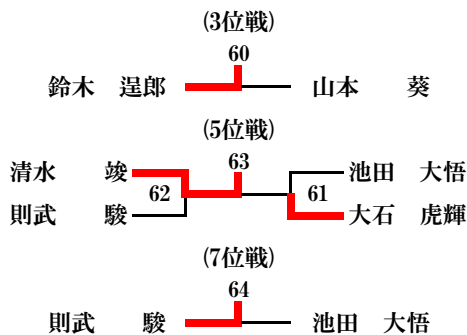 (3位戦)
60
鈴木 逞郎 山本 葵
(5位戦)
清水 竣 63 池田 大悟
62 61
則武 駿 大石 虎輝
(7位戦)
64
則武 駿 池田 大悟